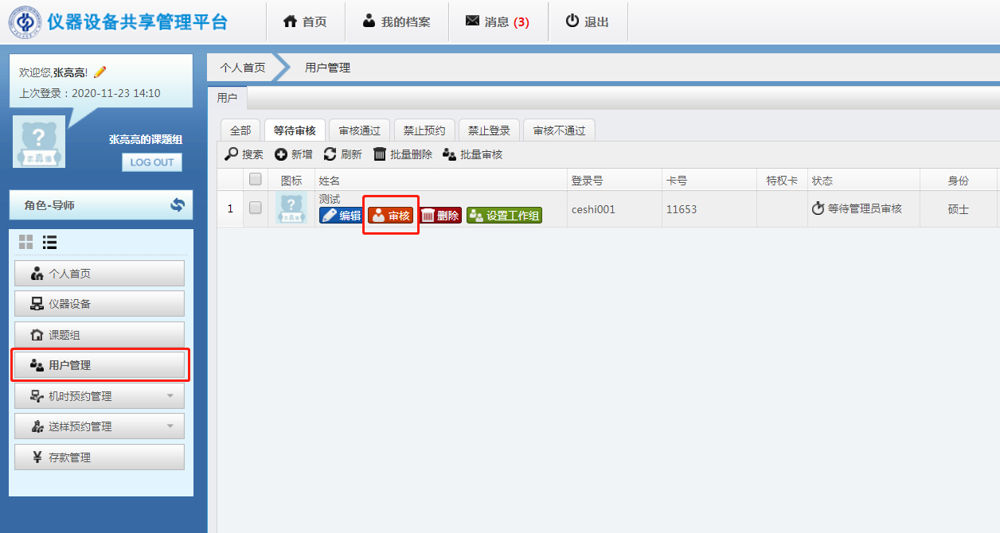 仪器设备共享管理平台
首页
我的档案
消息 (3)
退出
欢迎您,张亮亮!
上次登录：2020-11-23 14:10
张亮亮的课题组
LOG OUT
角色-导师
个人首页
仪器设备
课题组
用户管理
机时预约管理
送样预约管理
存款管理
个人首页
用户管理
用户
全部
等待审核
审核通过
禁止预约
禁止登录
审核不通过
搜索
新增
刷新
批量删除
批量审核
图标
姓名
登录号
卡号
特权卡
状态
身份
1
测试
编辑
审核
删除
设置工作组
ceshi001
11653
等待管理员审核
硕士